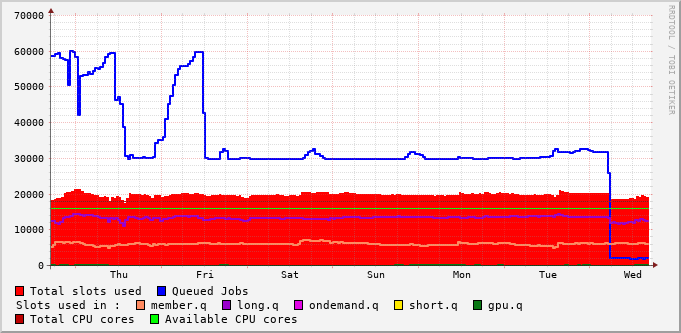 70000
60000
50000
40000
30000
20000
10000
0
Thu Fri Sat Sun Mon Tue Wed
RRDTOOL / TOBI OETIKER
Total slots used Queued Jobs
Slots used in : member.q long.q ondemand.q short.q gpu.q
Total CPU cores Available CPU cores